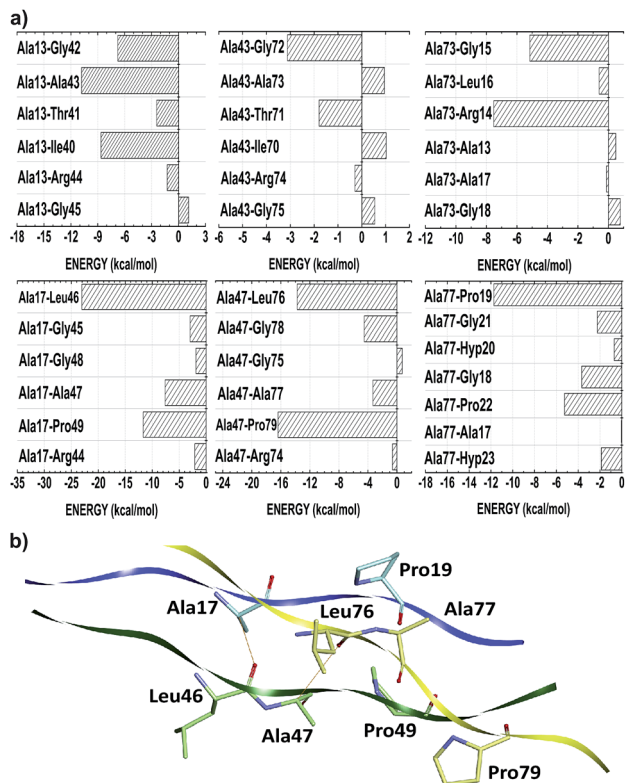 a)
Ala13-Gly42
Ala13-Ala43
Ala13-Thr41
Ala13-Ile40
Ala13-Arg44
Ala13-Gly45
-18 -15 -12 -9 -6 -3 0 3
ENERGY (kcal/mol)
Ala43-Gly72
Ala43-Ala73
Ala43-Thr71
Ala43-Ile70
Ala43-Arg74
Ala43-Gly75
-6 -5 -4 -3 -2 -1 0 1 2
ENERGY (kcal/mol)
Ala73-Gly15
Ala73-Leu16
Ala73-Arg14
Ala73-Ala13
Ala73-Ala17
Ala73-Gly18
-12 -10 -8 -6 -4 -2 0
ENERGY (kcal/mol)
Ala17-Leu46
Ala17-Gly45
Ala17-Gly48
Ala17-Ala47
Ala17-Pro49
Ala17-Arg44
-35 -30 -25 -20 -15 -10 -5 0
ENERGY (kcal/mol)
Ala47-Leu76
Ala47-Gly78
Ala47-Gly75
Ala47-Ala77
Ala47-Pro79
Ala47-Arg74
-24 -20 -16 -12 -8 -4 0
ENERGY (kcal/mol)
Ala77-Pro19
Ala77-Gly21
Ala77-Hyp20
Ala77-Gly18
Ala77-Pro22
Ala77-Ala17
Ala77-Hyp23
-18 -16 -14 -12 -10 -8 -6 -4 -2 0
ENERGY (kcal/mol)
b)
Pro19
Ala17
Leu76
Ala77
Leu46
Ala47
Pro49
Pro79